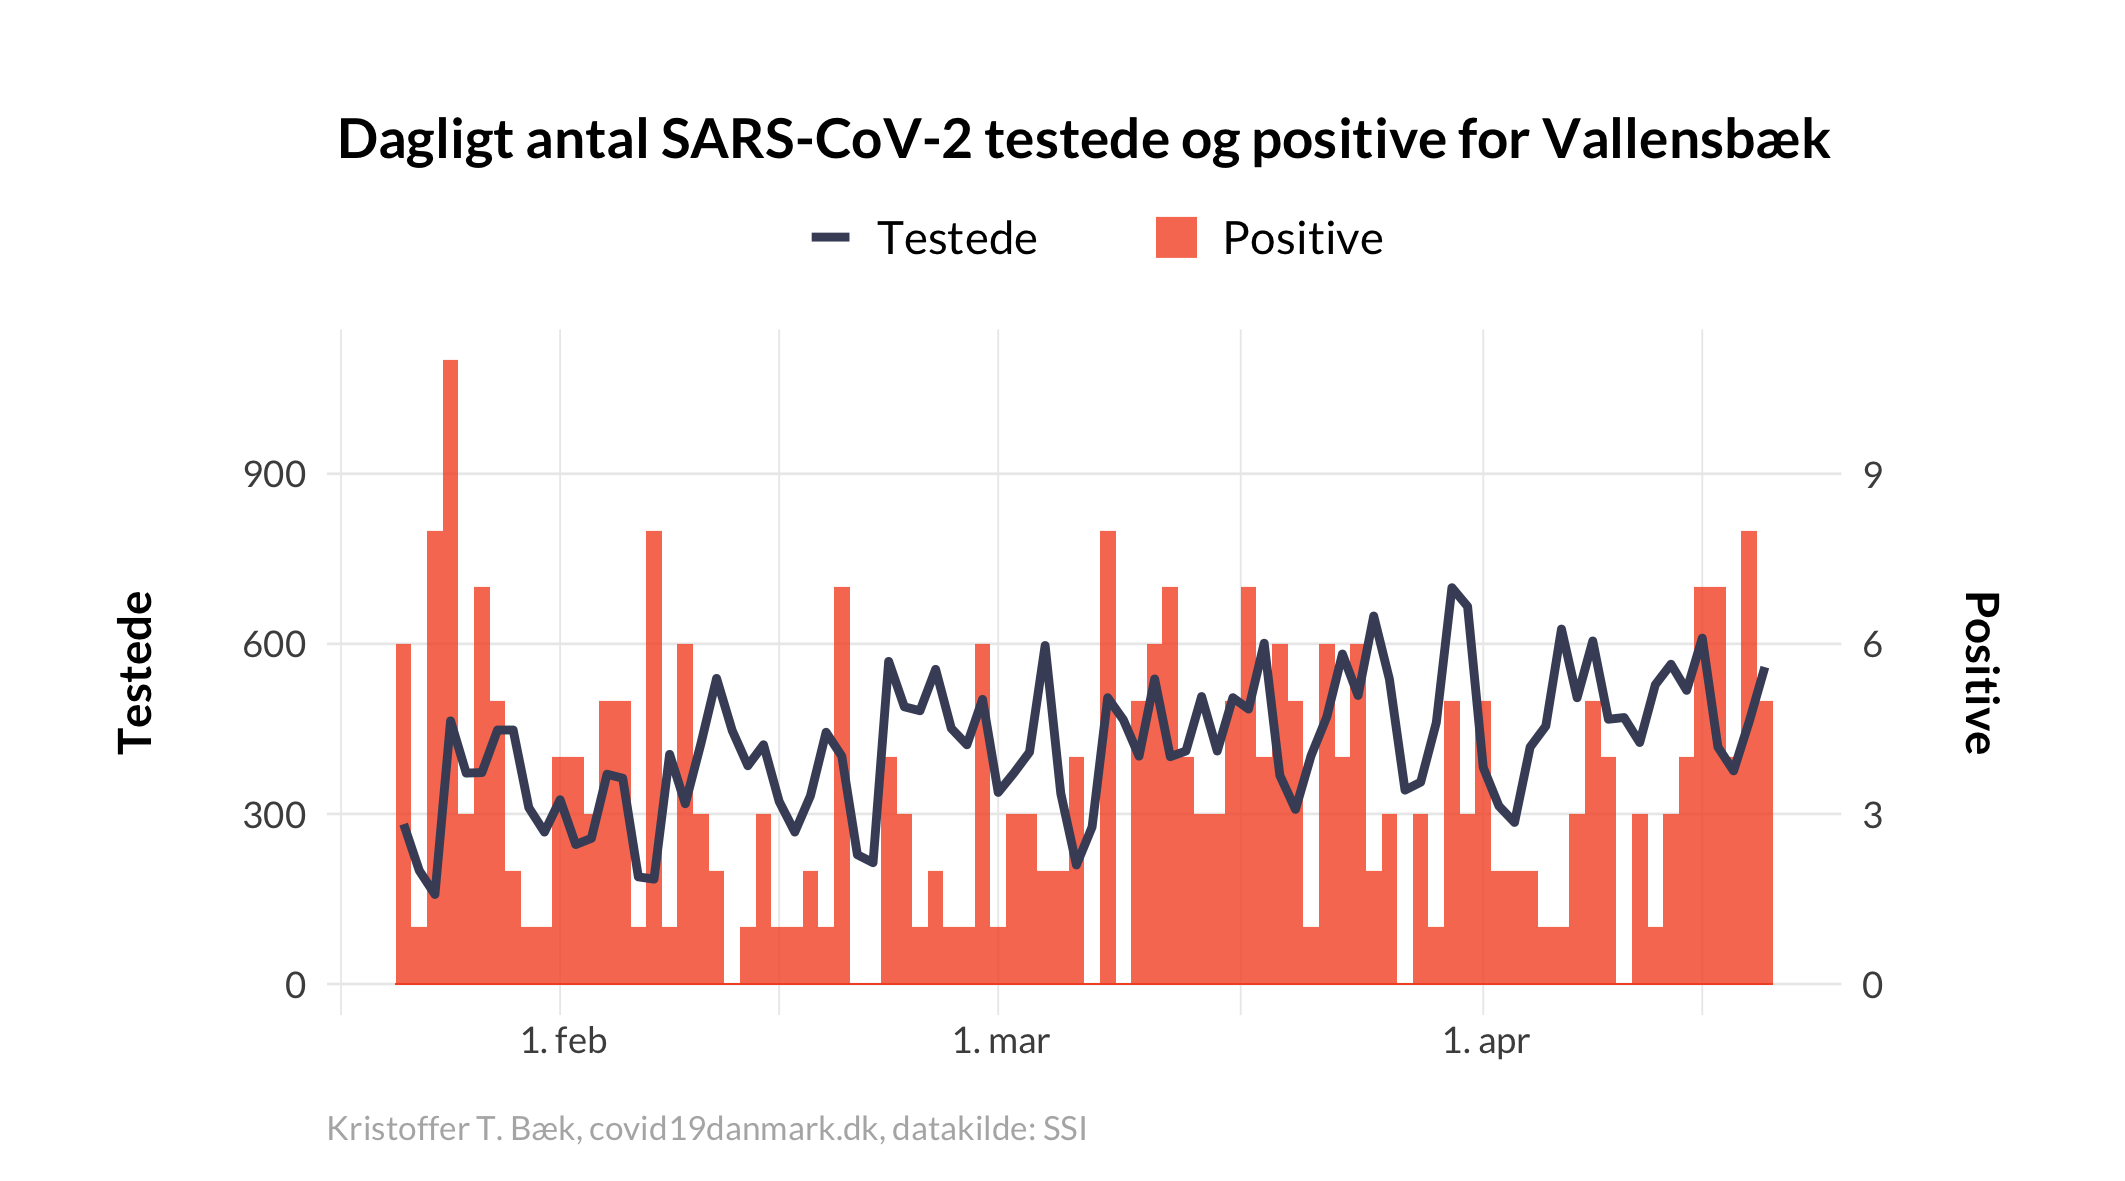 Dagligt antal SARS-CoV-2 testede og positive for Vallensbæk
Testede Positive
900 9
600 6
300 3
0 0
Testede
Positive
1. feb 1. mar 1. apr
Kristoffer T. Bæk, covid19danmark.dk, datakilde: SSI